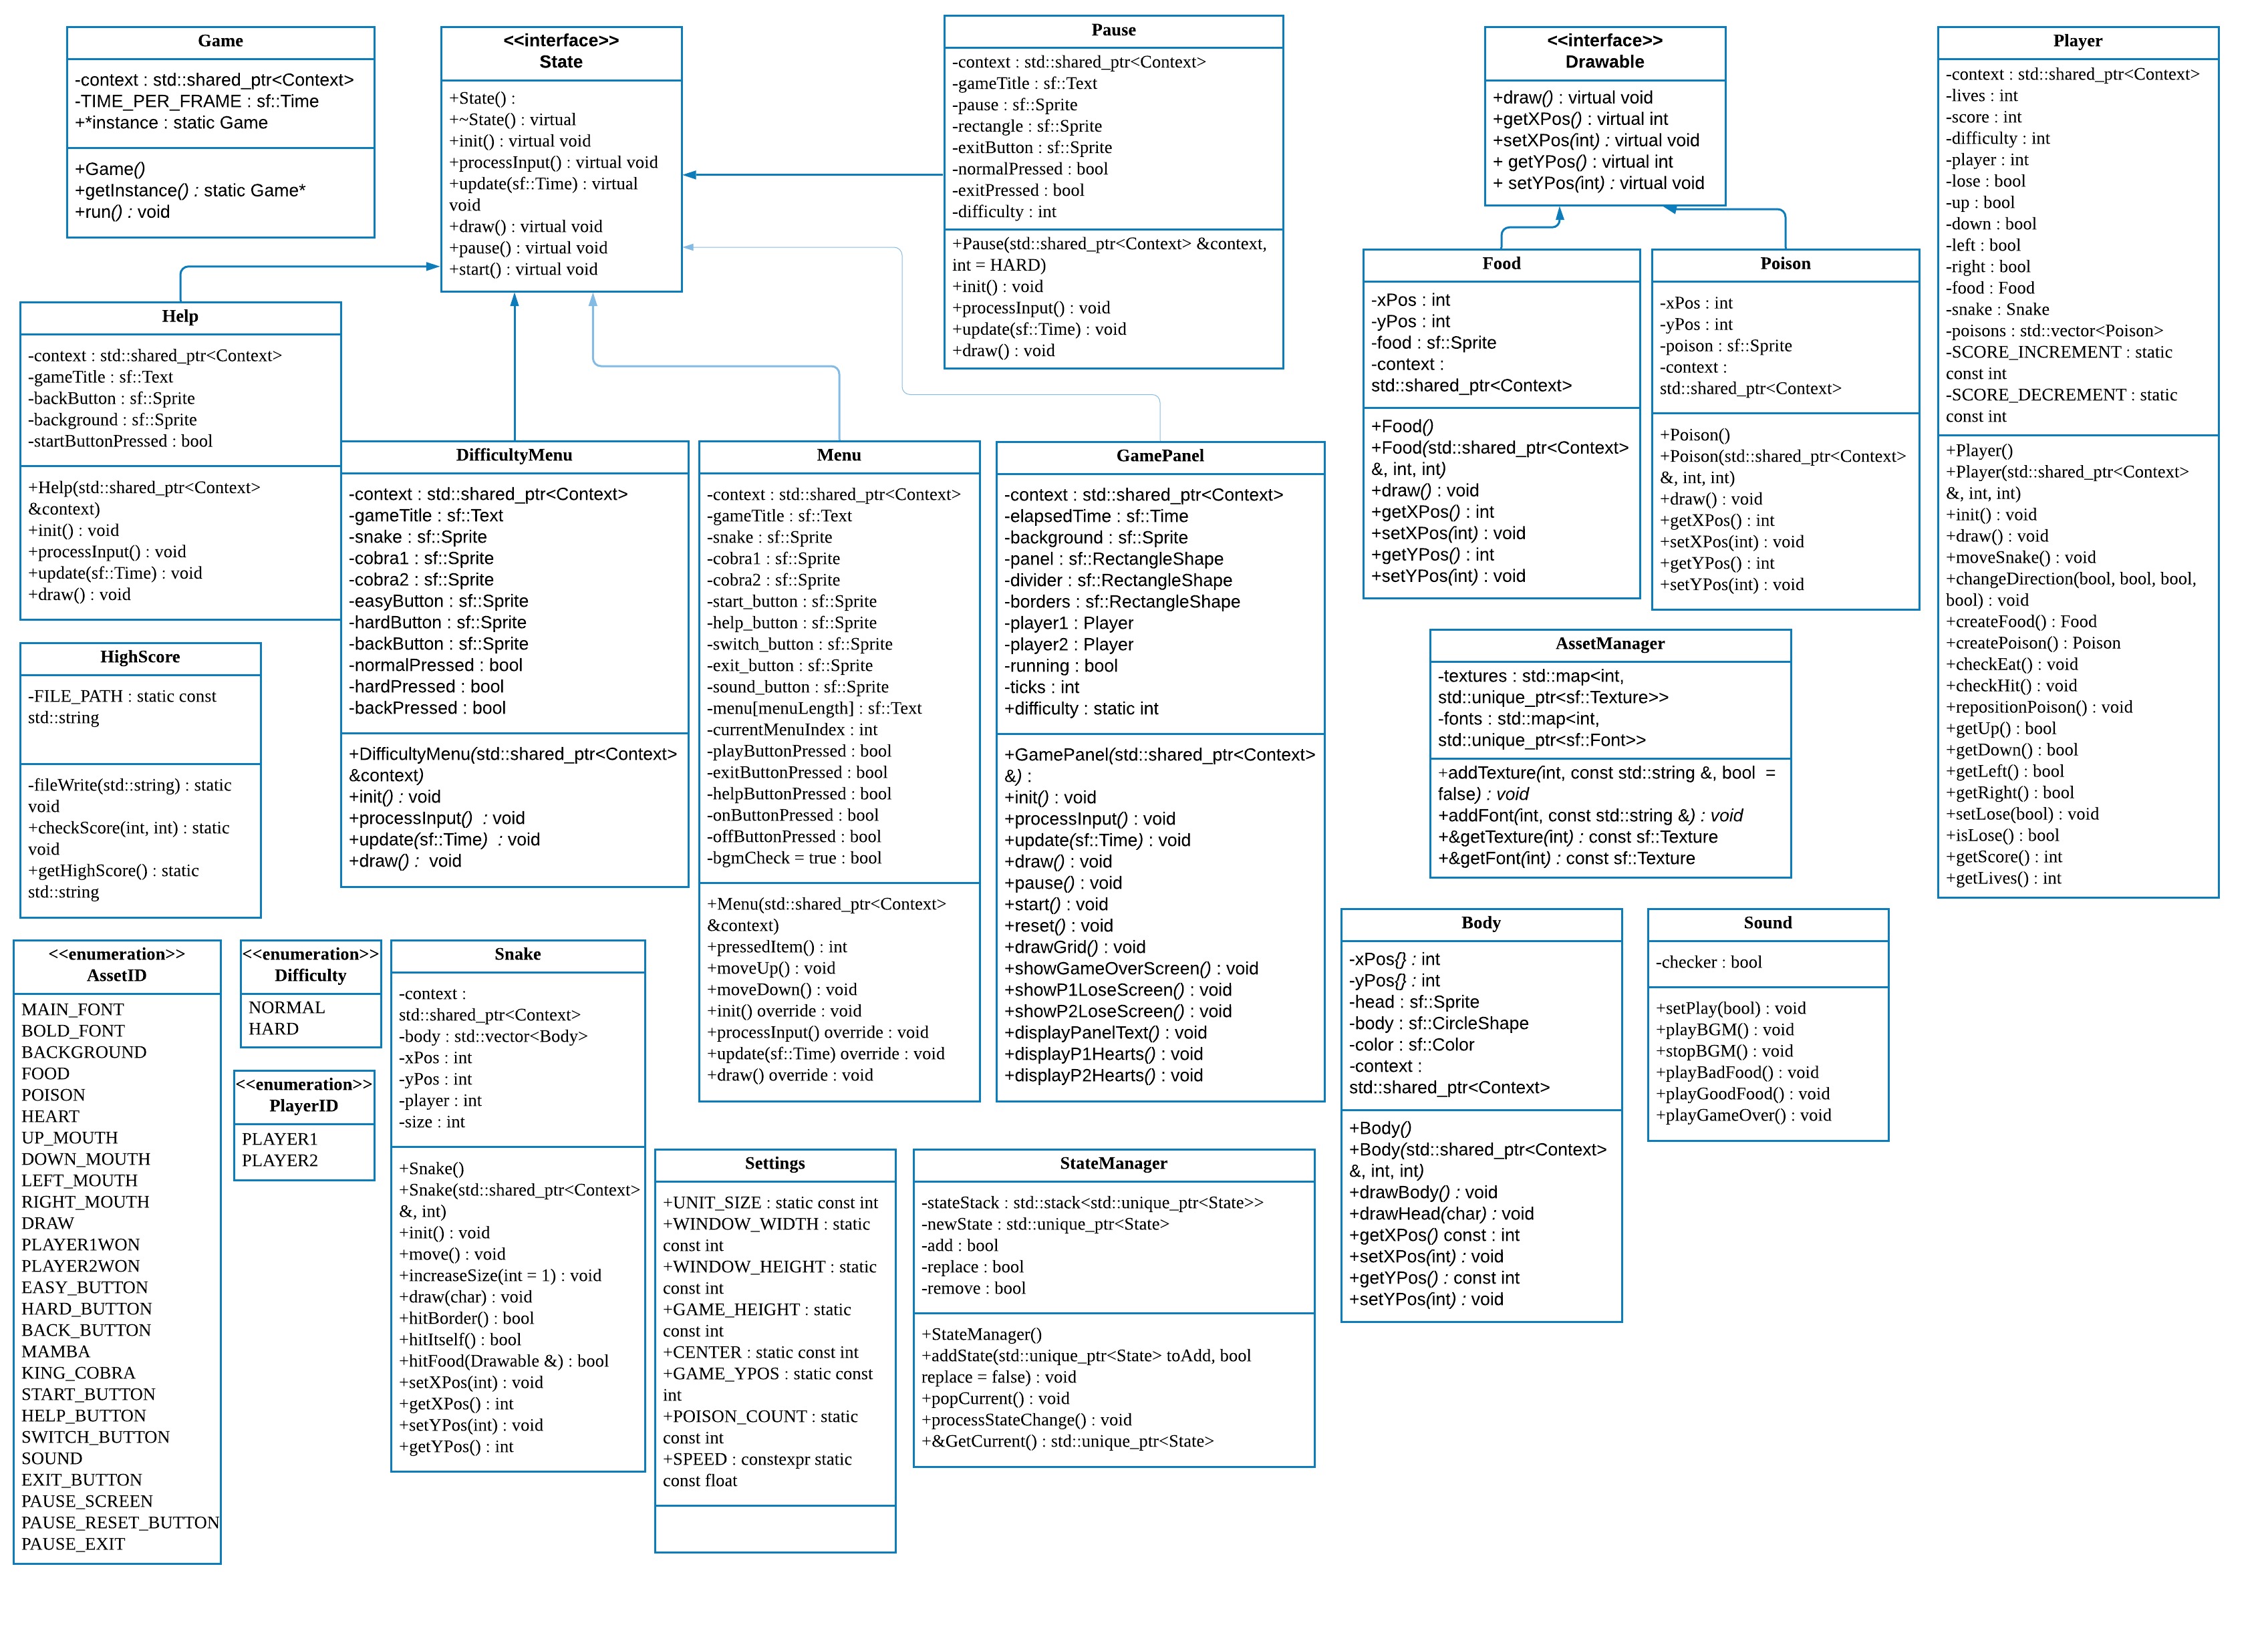 Game
-context : std::shared_ptr<Context>
-TIME_PER_FRAME : sf::Time
+*instance : static Game
+Game()
+getInstance() : static Game*
+run() : void
<<interface>>
State
+State() :
+~State() : virtual
+init() : virtual void
+processInput() : virtual void
+update(sf::Time) : virtual
void
+draw() : virtual void
+pause() : virtual void
+start() : virtual void
Pause
-context : std::shared_ptr<Context>
-gameTitle : sf::Text
-pause : sf::Sprite
-rectangle : sf::Sprite
-exitButton : sf::Sprite
-normalPressed : bool
-exitPressed : bool
-difficulty : int
+Pause(std::shared_ptr<Context> &context,
int = HARD)
+init() : void
+processInput() : void
+update(sf::Time) : void
+draw() : void
<<interface>>
Drawable
+draw() : virtual void
+getXPos() : virtual int
+setXPos(int) : virtual void
+ getYPos() : virtual int
+ setYPos(int) : virtual void
Player
-context : std::shared_ptr<Context>
-lives : int
-score : int
-difficulty : int
-player : int
-lose : bool
-up : bool
-down : bool
-left : bool
-right : bool
-food : Food
-snake : Snake
-poisons : std::vector<Poison>
-SCORE_INCREMENT : static
const int
-SCORE_DECREMENT : static
const int
+Player()
+Player(std::shared_ptr<Context>
&, int, int)
+init() : void
+draw() : void
+moveSnake() : void
+changeDirection(bool, bool, bool,
bool) : void
+createFood() : Food
+createPoison() : Poison
+checkEat() : void
+checkHit() : void
+repositionPoison() : void
+getUp() : bool
+getDown() : bool
+getLeft() : bool
+getRight() : bool
+setLose(bool) : void
+isLose() : bool
+getScore() : int
+getLives() : int
Food
-xPos : int
-yPos : int
-food : sf::Sprite
-context :
std::shared_ptr<Context>
+Food()
+Food(std::shared_ptr<Context>
&, int, int)
+draw() : void
+getXPos() : int
+setXPos(int) : void
+getYPos() : int
+setYPos(int) : void
Poison
-xPos : int
-yPos : int
-poison : sf::Sprite
-context :
std::shared_ptr<Context>
+Poison()
+Poison(std::shared_ptr<Context>
&, int, int)
+draw() : void
+getXPos() : int
+setXPos(int) : void
+getYPos() : int
+setYPos(int) : void
Help
-context : std::shared_ptr<Context>
-gameTitle : sf::Text
-backButton : sf::Sprite
-background : sf::Sprite
-startButtonPressed : bool
+Help(std::shared_ptr<Context>
&context)
+init() : void
+processInput() : void
+update(sf::Time) : void
+draw() : void
DifficultyMenu
-context : std::shared_ptr<Context>
-gameTitle : sf::Text
-snake : sf::Sprite
-cobra1 : sf::Sprite
-cobra2 : sf::Sprite
-easyButton : sf::Sprite
-hardButton : sf::Sprite
-backButton : sf::Sprite
-normalPressed : bool
-hardPressed : bool
-backPressed : bool
+DifficultyMenu(std::shared_ptr<Context>
&context)
+init() : void
+processInput() : void
+update(sf::Time) : void
+draw() : void
Menu
-context : std::shared_ptr<Context>
-gameTitle : sf::Text
-snake : sf::Sprite
-cobra1 : sf::Sprite
-cobra2 : sf::Sprite
-start_button : sf::Sprite
-help_button : sf::Sprite
-switch_button : sf::Sprite
-exit_button : sf::Sprite
-sound_button : sf::Sprite
-menu[menuLength] : sf::Text
-currentMenuIndex : int
-playButtonPressed : bool
-exitButtonPressed : bool
-helpButtonPressed : bool
-onButtonPressed : bool
-offButtonPressed : bool
-bgmCheck = true : bool
+Menu(std::shared_ptr<Context>
&context)
+pressedItem() : int
+moveUp() : void
+moveDown() : void
+init() override : void
+processInput() override : void
+update(sf::Time) override : void
+draw() override : void
GamePanel
-context : std::shared_ptr<Context>
-elapsedTime : sf::Time
-background : sf::Sprite
-panel : sf::RectangleShape
-divider : sf::RectangleShape
-borders : sf::RectangleShape
-player1 : Player
-player2 : Player
-running : bool
-ticks : int
+difficulty : static int
+GamePanel(std::shared_ptr<Context>
&) :
+init() : void
+processInput() : void
+update(sf::Time) : void
+draw() : void
+pause() : void
+start() : void
+reset() : void
+drawGrid() : void
+showGameOverScreen() : void
+showP1LoseScreen() : void
+showP2LoseScreen() : void
+displayPanelText() : void
+displayP1Hearts() : void
+displayP2Hearts() : void
HighScore
-FILE_PATH : static const
std::string
-fileWrite(std::string) : static
void
+checkScore(int, int) : static
void
+getHighScore() : static
std::string
AssetManager
-textures : std::map<int,
std::unique_ptr<sf::Texture>>
-fonts : std::map<int,
std::unique_ptr<sf::Font>>
+addTexture(int, const std::string &, bool =
false) : void
+addFont(int, const std::string &) : void
+&getTexture(int) : const sf::Texture
+&getFont(int) : const sf::Texture
Body
-xPos{} : int
-yPos{} : int
-head : sf::Sprite
-body : sf::CircleShape
-color : sf::Color
-context :
std::shared_ptr<Context>
+Body()
+Body(std::shared_ptr<Context>
&, int, int)
+drawBody() : void
+drawHead(char) : void
+getXPos() const : int
+setXPos(int) : void
+getYPos() : const int
+setYPos(int) : void
Sound
-checker : bool
+setPlay(bool) : void
+playBGM() : void
+stopBGM() : void
+playBadFood() : void
+playGoodFood() : void
+playGameOver() : void
<<enumeration>>
AssetID
MAIN_FONT
BOLD_FONT
BACKGROUND
FOOD
POISON
HEART
UP_MOUTH
DOWN_MOUTH
LEFT_MOUTH
RIGHT_MOUTH
DRAW
PLAYER1WON
PLAYER2WON
EASY_BUTTON
HARD_BUTTON
BACK_BUTTON
MAMBA
KING_COBRA
START_BUTTON
HELP_BUTTON
SWITCH_BUTTON
SOUND
EXIT_BUTTON
PAUSE_SCREEN
PAUSE_RESET_BUTTON
PAUSE_EXIT
<<enumeration>>
Difficulty
NORMAL
HARD
<<enumeration>>
PlayerID
PLAYER1
PLAYER2
Snake
-context :
std::shared_ptr<Context>
-body : std::vector<Body>
-xPos : int
-yPos : int
-player : int
-size : int
+Snake()
+Snake(std::shared_ptr<Context>
&, int)
+init() : void
+move() : void
+increaseSize(int = 1) : void
+draw(char) : void
+hitBorder() : bool
+hitItself() : bool
+hitFood(Drawable &) : bool
+setXPos(int) : void
+getXPos() : int
+setYPos(int) : void
+getYPos() : int
Settings
+UNIT_SIZE : static const int
+WINDOW_WIDTH : static
const int
+WINDOW_HEIGHT : static
const int
+GAME_HEIGHT : static
const int
+CENTER : static const int
+GAME_YPOS : static const
int
+POISON_COUNT : static
const int
+SPEED : constexpr static
const float
StateManager
-stateStack : std::stack<std::unique_ptr<State>>
-newState : std::unique_ptr<State>
-add : bool
-replace : bool
-remove : bool
+StateManager()
+addState(std::unique_ptr<State> toAdd, bool
replace = false) : void
+popCurrent() : void
+processStateChange() : void
+&GetCurrent() : std::unique_ptr<State>